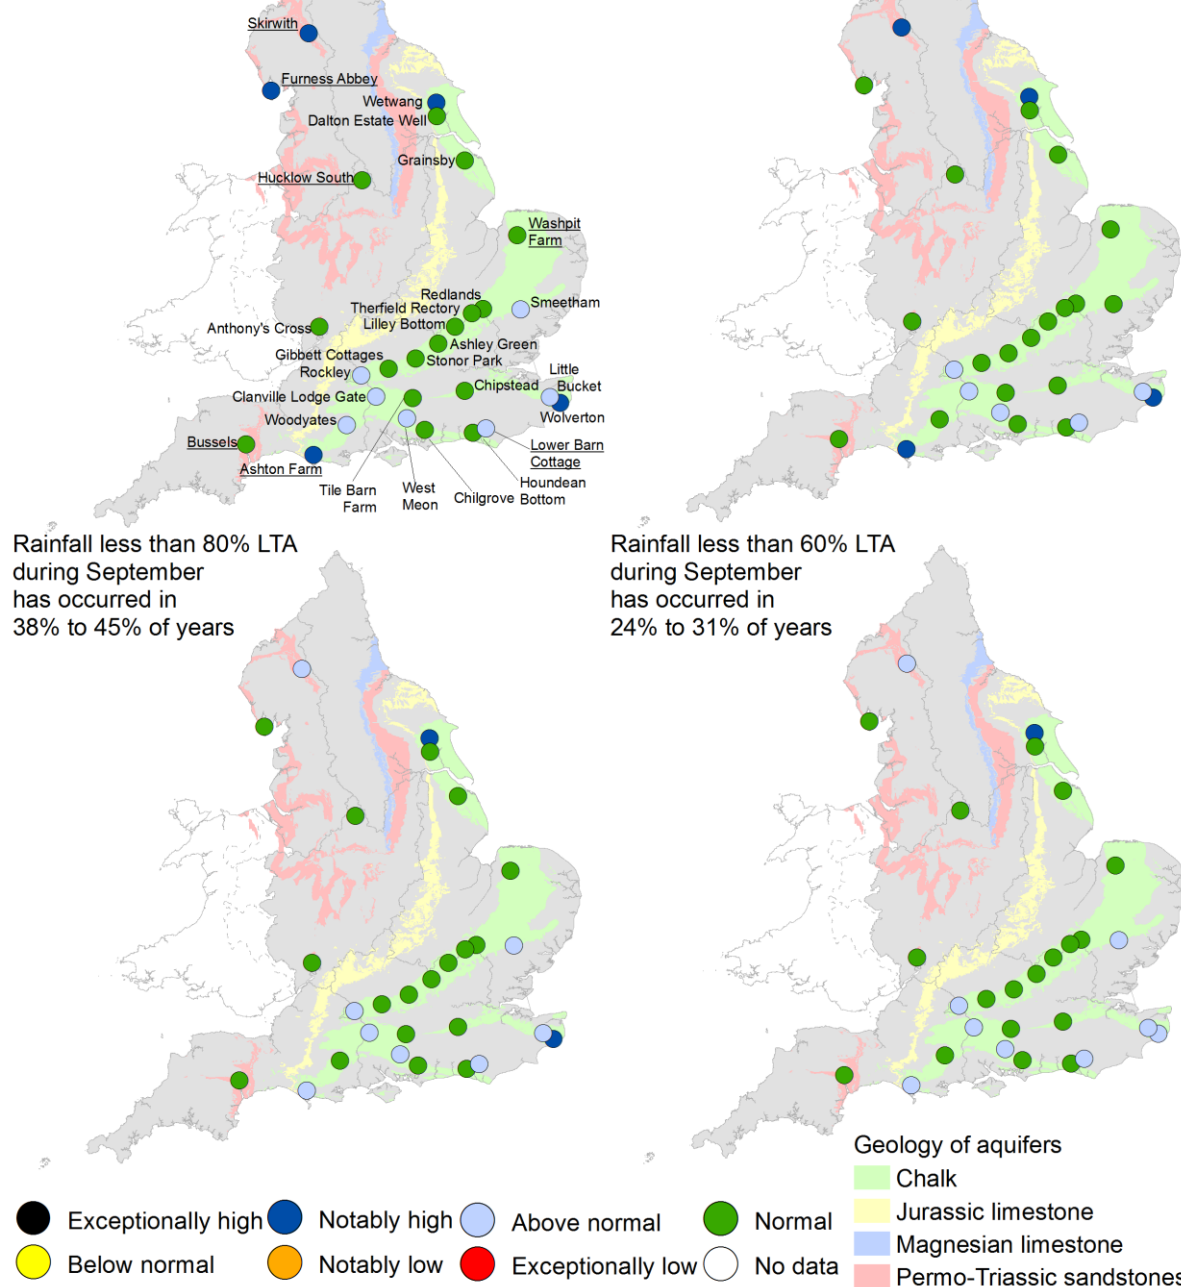 Skirwith
Furness Abbey
Wetwang
Dalton Estate Well
Grainsby
Hucklow South
Washpit
Farm
Redlands
Therfield Rectory
Smeetham
Lilley Bottom
Anthony's Cross
Ashley Green
Gibbett Cottages
Stonor Park
Rockley
Little
Bucket
Chipstead
Clanville Lodge Gate
Wolverton
Woodyates
Bussels
Lower Barn
Cottage
Ashton Farm
Houndean
Bottom
Tile Barn
Farm
West
Meon
Chilgrove
Rainfall less than 80% LTA
during September
has occurred in
38% to 45% of years
Rainfall less than 60% LTA
during September
has occurred in
24% to 31% of years
Geology of aquifers
Chalk
Jurassic limestone
Magnesian limestone
Permo-Triassic sandstones
Exceptionally high
Notably high
Above normal
Normal
Below normal
Notably low
Exceptionally low
No data